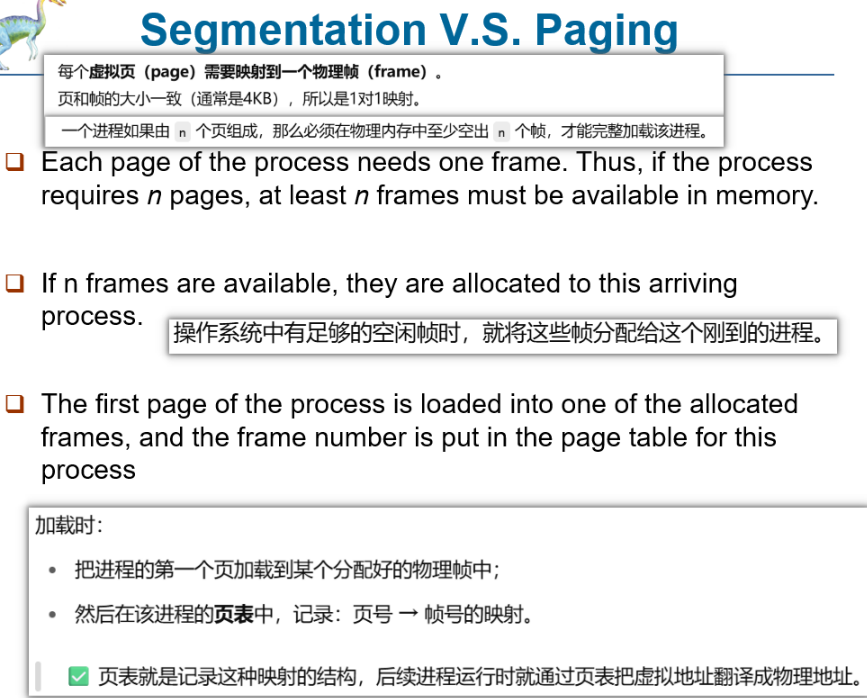 Segmentation V.S. Paging
每个虚拟页（page）需要映射到一个物理帧（frame）。
页和帧的大小一致（通常是4KB），所以是1对1映射。
一个进程如果由 n 个页组成，那么必须在物理内存中至少空出 n 个帧，才能完整加载该进程。
Each page of the process needs one frame. Thus, if the process
requires n pages, at least n frames must be available in memory.
If n frames are available, they are allocated to this arriving
process.
操作系统中有足够的空闲帧时，就将这些帧分配给这个刚到的进程。
The first page of the process is loaded into one of the allocated
frames, and the frame number is put in the page table for this
process
加载时：
• 把进程的第一个页加载到某个分配好的物理帧中；
• 然后在该进程的页表中，记录：页号 → 帧号的映射。
✅ 页表就是记录这种映射的结构，后续进程运行时就通过页表把虚拟地址翻译成物理地址。